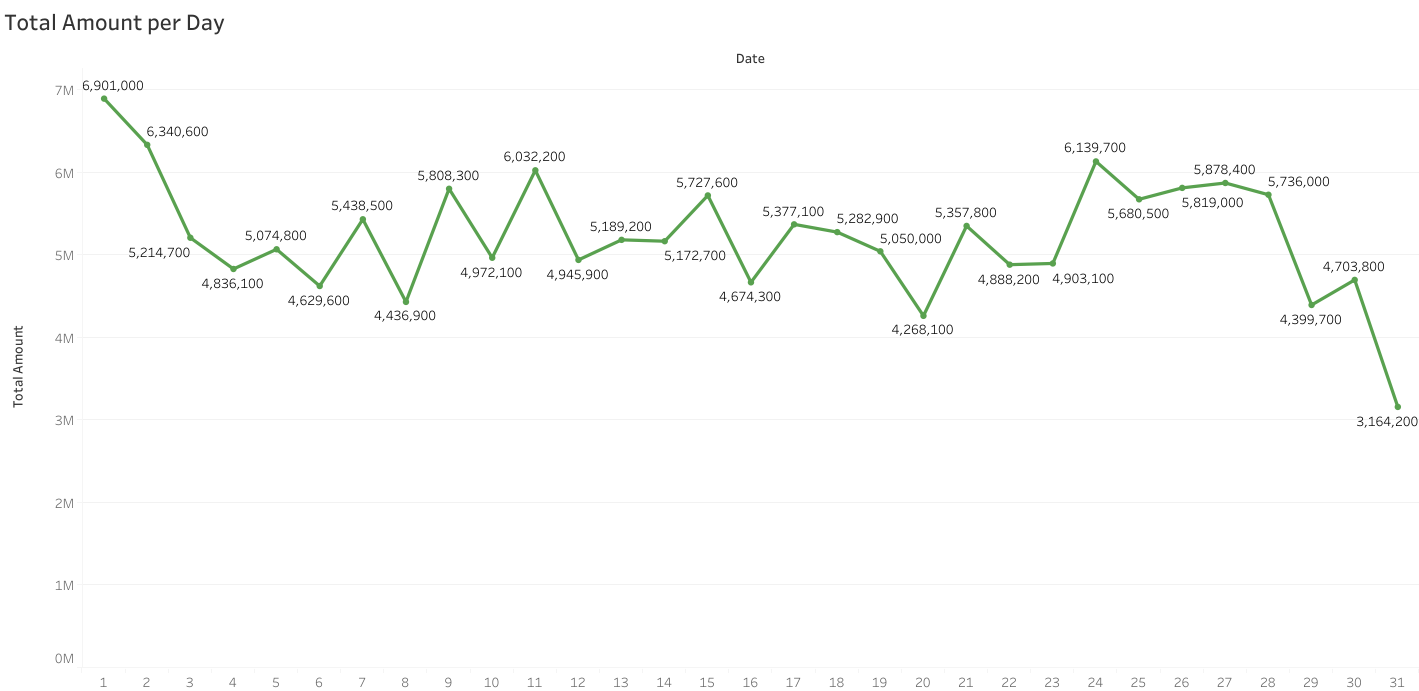 Total Amount per Day
Date
Total Amount
7M
6M
5M
4M
3M
2M
1M
0M
6,901,000
6,340,600
5,214,700
4,836,100
5,074,800
4,629,600
5,438,500
4,436,900
5,808,300
4,972,100
6,032,200
4,945,900
5,189,200
5,172,700
5,727,600
4,674,300
5,377,100
5,282,900
5,050,000
4,268,100
5,357,800
4,888,200
4,903,100
6,139,700
5,680,500
5,819,000
5,878,400
5,736,000
4,399,700
4,703,800
3,164,200
1 2 3 4 5 6 7 8 9 10 11 12 13 14 15 16 17 18 19 20 21 22 23 24 25 26 27 28 29 30 31